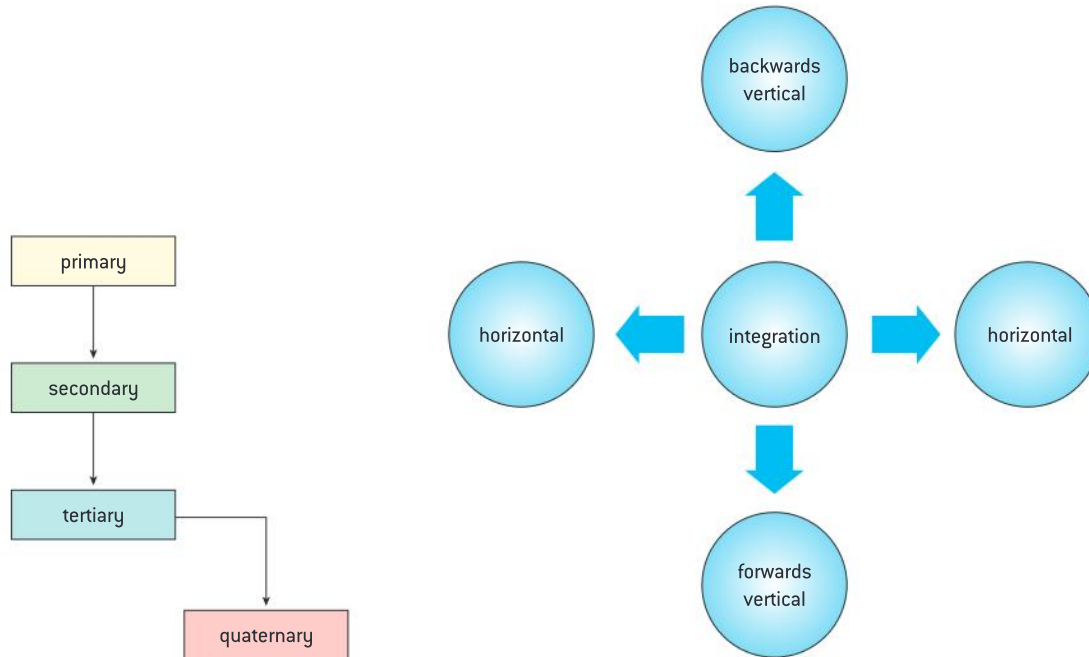 primary
secondary
tertiary
quaternary
backwards
vertical
horizontal
integration
horizontal
forwards
vertical